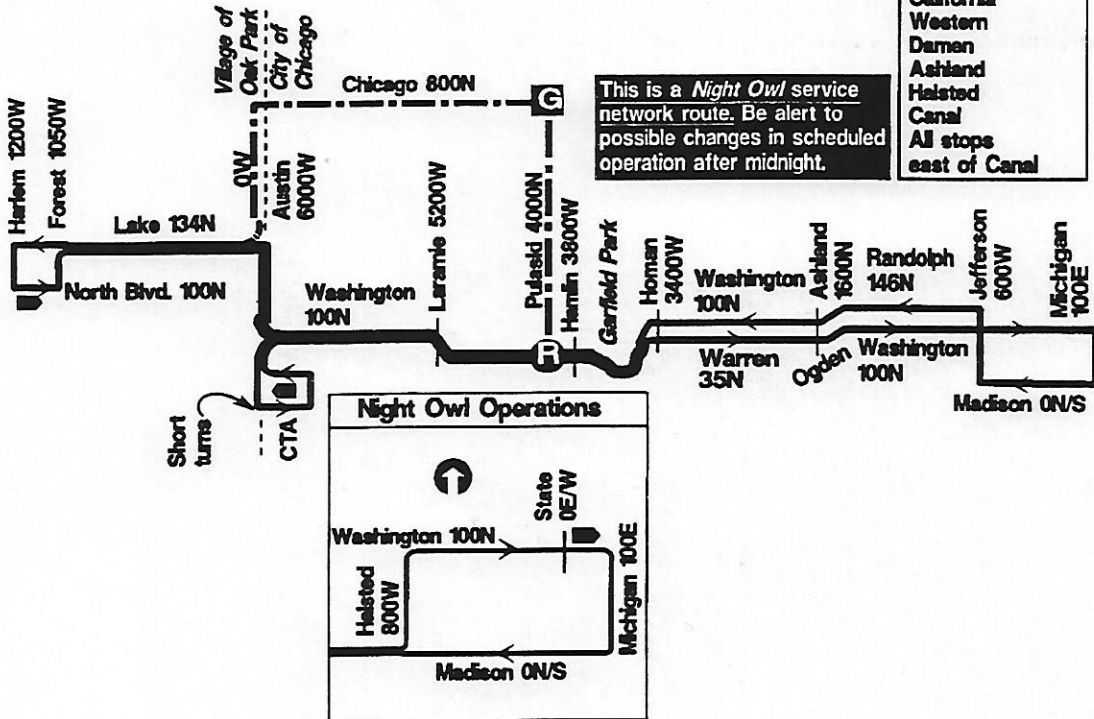 California
Western
Damen
Ashland
Halsted
Canal
All stops
east of Canal
This is a Night Owl service
network route. Be alert to
possible changes in scheduled
operation after midnight.
Village of
Oak Park
City of
Chicago
Chicago 800N
G
Harlem 1200W
Forest 1050W
0W
Austin
6000W
Lake 134N
North Blvd. 100N
Washington
100N
Laramie 5200W
Pulaski 4000N
R
Hamlin 3800W
Garfield Park
Homan
3400W
Washington
100N
Warren
35N
Ashland
1600N
Ogden
Randolph
146N
Washington
100N
Jefferson
600W
Michigan
100E
Madison 0N/S
Short
turns
CTA
Night Owl Operations
Washington 100N
State
0E/W
Halsted
800W
Michigan 100E
Madison 0N/S